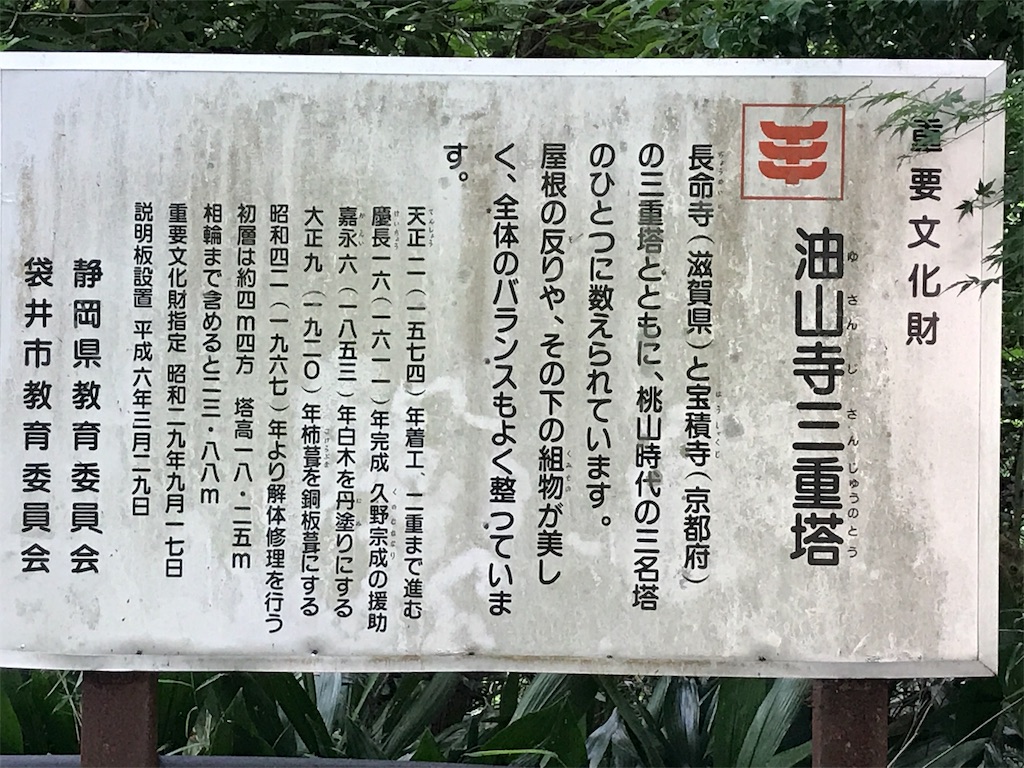 重要文化財
油山寺三重塔
ゆさんじさんじゅうのとう
長命寺（滋賀県）と宝積寺（京都府）
の三重塔とともに、桃山時代の三名塔
のひとつに数えられています。
屋根の反りや、その下の組物が美し
く、全体のバランスもよく整っていま
す。
天正二（一五七四）年着工、二重まで進む
慶長一六（一六一一）年完成 久野宗成の援助
嘉永六（一八五三）年白木を丹塗りにする
大正九（一九二〇）年柿葺を銅板葺にする
昭和四二（一九六七）年より解体修理を行う
初層は約四m四方 塔高一八・二五m
相輪まで含めると二三・八八m
重要文化財指定 昭和二九年九月一七日
説明板設置 平成六年三月二九日
静岡県教育委員会
袋井市教育委員会